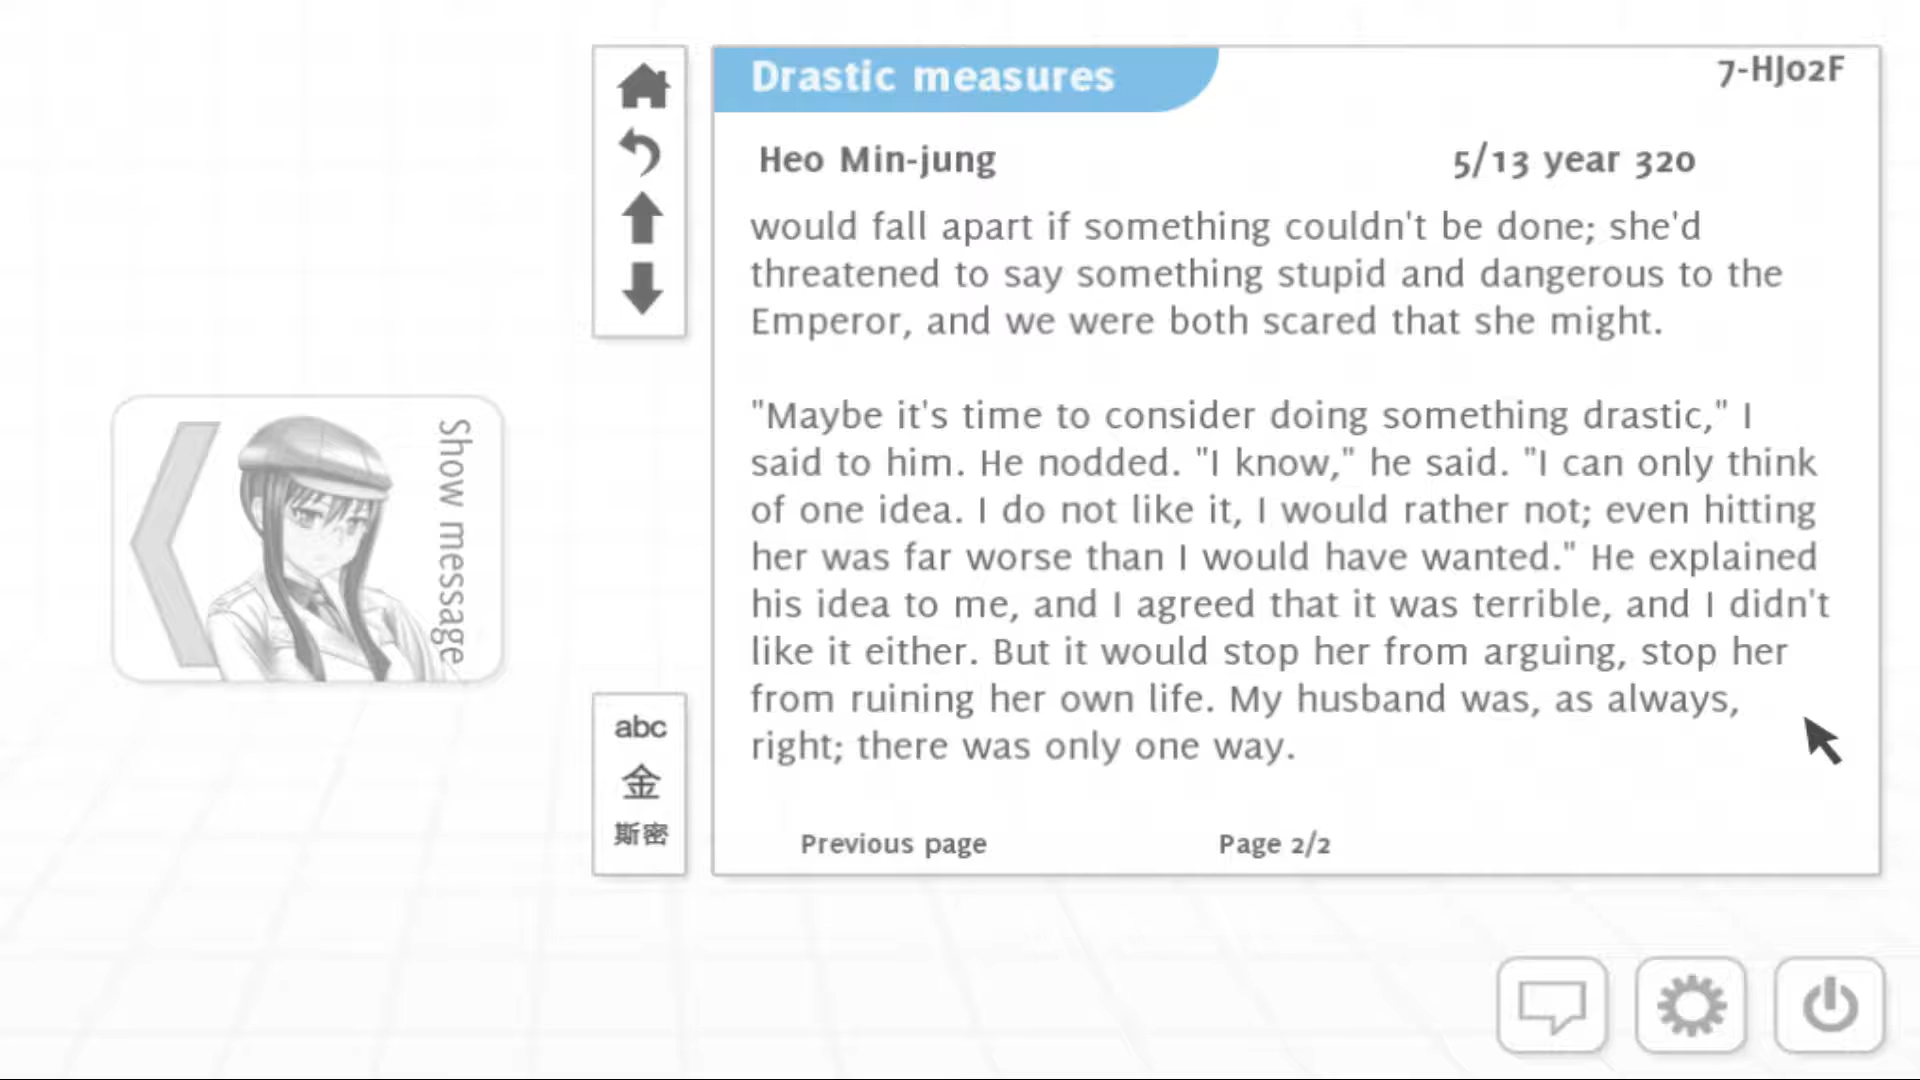 Drastic measures
7-HJ02F
Heo Min-jung
5/13 year 320
would fall apart if something couldn't be done; she'd
threatened to say something stupid and dangerous to the
Emperor, and we were both scared that she might.
"Maybe it's time to consider doing something drastic," I
said to him. He nodded. "I know," he said. "I can only think
of one idea. I do not like it, I would rather not; even hitting
her was far worse than I would have wanted." He explained
his idea to me, and I agreed that it was terrible, and I didn't
like it either. But it would stop her from arguing, stop her
from ruining her own life. My husband was, as always,
right; there was only one way.
Previous page
Page 2/2
Show message
abc
金
斯密